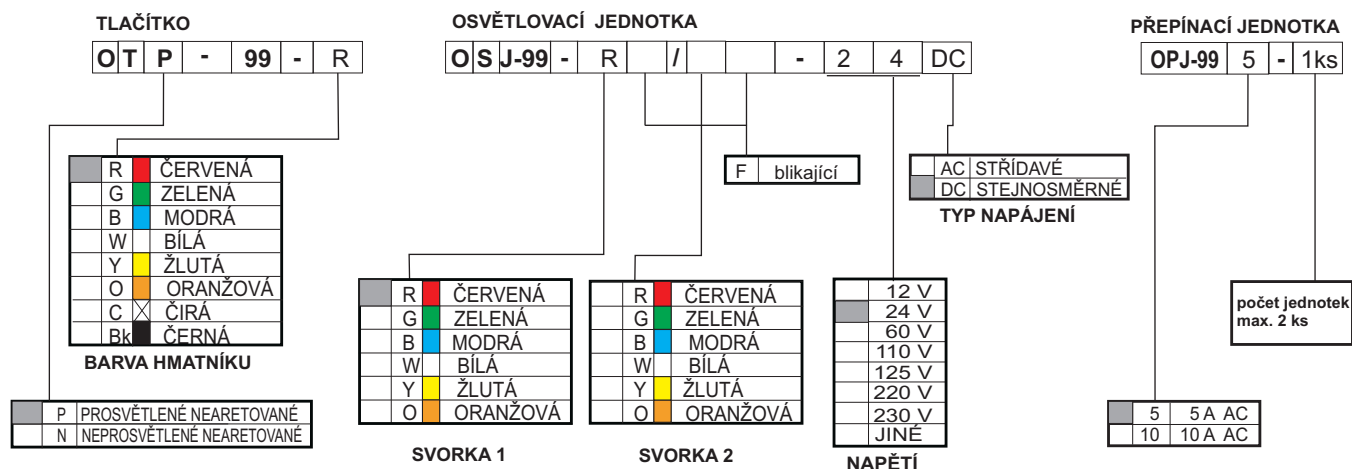 TLAČÍTKO
OTP - 99 - R
R ČERVENÁ
G ZELENÁ
B MODRÁ
W BÍLÁ
Y ŽLUTÁ
O ORANŽOVÁ
C ČIRÁ
Bk ČERNÁ
BARVA HMATNÍKU
P PROSVĚTLENÉ NEARETOVANÉ
N NEPROSVĚTLENÉ NEARETOVANÉ
OSVĚTLOVACÍ JEDNOTKA
OSJ-99 - R / - 24 DC
F blikající
AC STŘÍDAVÉ
DC STEJNOSMĚRNÉ
TYP NAPÁJENÍ
R ČERVENÁ
G ZELENÁ
B MODRÁ
W BÍLÁ
Y ŽLUTÁ
O ORANŽOVÁ
SVORKA 1
R ČERVENÁ
G ZELENÁ
B MODRÁ
W BÍLÁ
Y ŽLUTÁ
O ORANŽOVÁ
SVORKA 2
12 V
24 V
60 V
110 V
125 V
220 V
230 V
JINÉ
NAPĚTÍ
PŘEPÍNACÍ JEDNOTKA
OPJ-99 5 - 1ks
počet jednotek
max. 2 ks
5 5 A AC
10 10 A AC